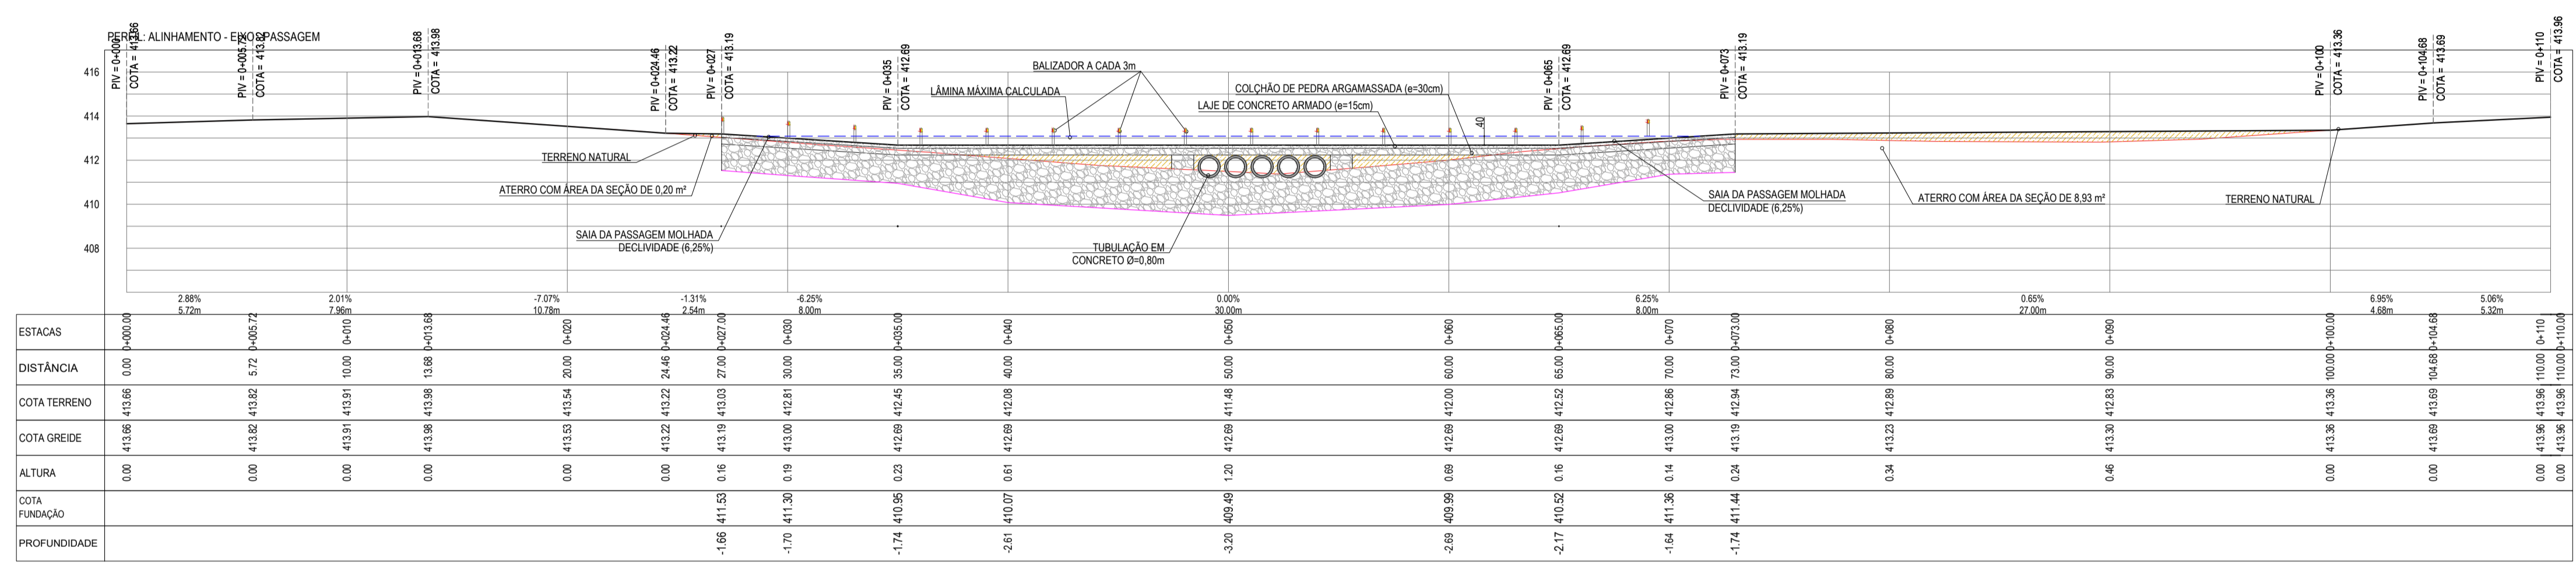 PERFIL: ALINHAMENTO - EIXO PASSAGEM
PIV = 0+000
COTA = 413.66
PIV = 0+005.72
COTA = 413.82
PIV = 0+013.68
COTA = 413.98
PIV = 0+024.46
COTA = 413.22
PIV = 0+027
COTA = 413.19
PIV = 0+035
COTA = 412.69
PIV = 0+065
COTA = 412.69
PIV = 0+073
COTA = 413.19
PIV = 0+100
COTA = 413.36
PIV = 0+104.68
COTA = 413.69
PIV = 0+110
COTA = 413.96
416
414
412
410
408
BALIZADOR A CADA 3m
LÂMINA MÁXIMA CALCULADA
COLÇHÃO DE PEDRA ARGAMASSADA (e=30cm)
LAJE DE CONCRETO ARMADO (e=15cm)
40
TERRENO NATURAL
ATERRO COM ÁREA DA SEÇÃO DE 0,20 m²
SAIA DA PASSAGEM MOLHADA
DECLIVIDADE (6,25%)
TUBULAÇÃO EM
CONCRETO Ø=0,80m
SAIA DA PASSAGEM MOLHADA
DECLIVIDADE (6,25%)
ATERRO COM ÁREA DA SEÇÃO DE 8,93 m²
TERRENO NATURAL
2.88% 2.01% -7.07% -1.31% -6.25% 0.00% 6.25% 0.65% 6.95% 5.06%
5.72m 7.96m 10.78m 2.54m 8.00m 30.00m 8.00m 27.00m 4.68m 5.32m
ESTACAS 0+000.00 0+005.72 0+010 0+013.68 0+020 0+024.46 0+027.00 0+030 0+035.00 0+040 0+050 0+060 0+065.00 0+070 0+073.00 0+080 0+090 0+100.00 0+104.68 0+110 0+110.00
DISTÂNCIA 0.00 5.72 10.00 13.68 20.00 24.46 27.00 30.00 35.00 40.00 50.00 60.00 65.00 70.00 73.00 80.00 90.00 100.00 104.68 110.00 110.00
COTA TERRENO 413.66 413.82 413.91 413.98 413.54 413.22 413.03 412.81 412.45 412.08 411.48 412.00 412.52 412.86 412.94 412.89 412.83 413.36 413.69 413.96 413.96
COTA GREIDE 413.66 413.82 413.91 413.98 413.53 413.22 413.19 413.00 412.69 412.69 412.69 412.69 412.69 413.00 413.19 413.23 413.30 413.36 413.69 413.96 413.96
ALTURA 0.00 0.00 0.00 0.00 0.00 0.00 0.16 0.19 0.23 0.61 1.20 0.69 0.16 0.14 0.24 0.34 0.46 0.00 0.00 0.00 0.00
COTA
FUNDAÇÃO 411.53 411.30 410.95 410.07 409.49 409.99 410.52 411.36 411.44
PROFUNDIDADE -1.66 -1.70 -1.74 -2.61 -3.20 -2.69 -2.17 -1.64 -1.74